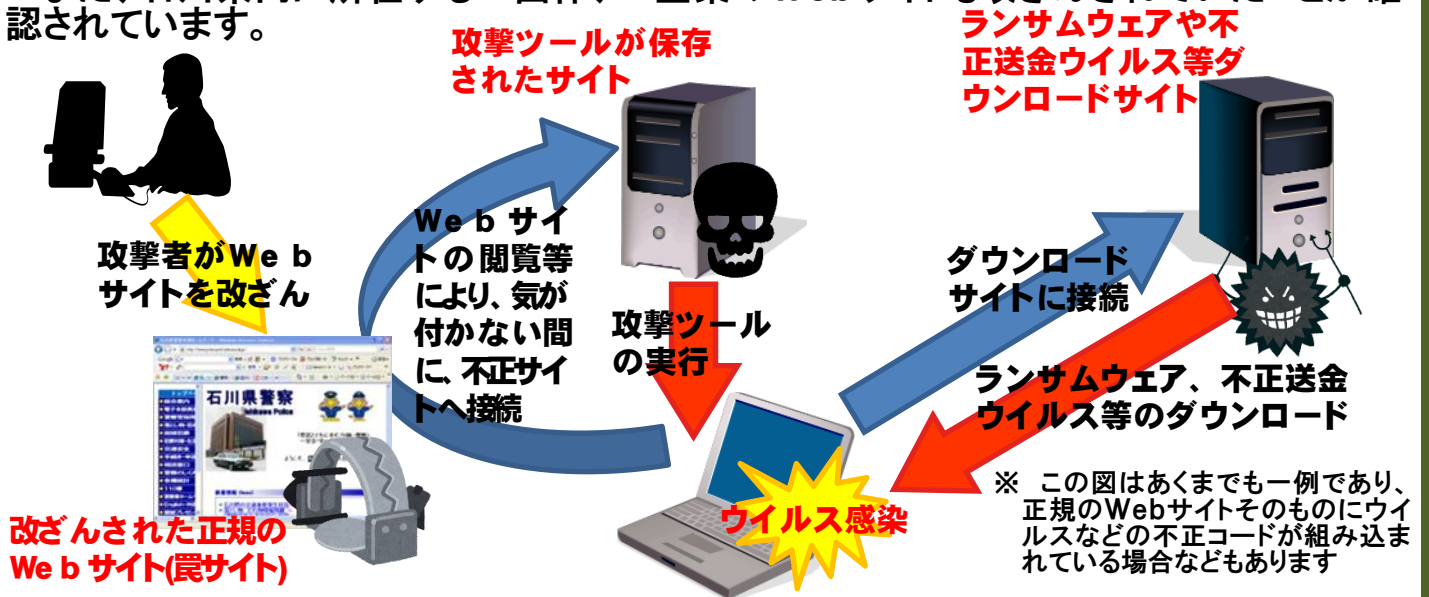 認されています。
攻撃ツールが保存
されたサイト
ランサムウェアや不
正送金ウイルス等ダ
ウンロードサイト
攻撃者がWeb
サイトを改ざん
Webサイ
トの閲覧等
により、気が
付かない間
に、不正サイ
トへ接続
攻撃ツール
の実行
ダウンロード
サイトに接続
ランサムウェア、不正送金
ウイルス等のダウンロード
石川県警察
Ishikawa Police
ウイルス感染
改ざんされた正規の
Webサイト(罠サイト)
※ この図はあくまでも一例であり、
正規のWebサイトそのものにウイ
ルスなどの不正コードが組み込ま
れている場合などもあります